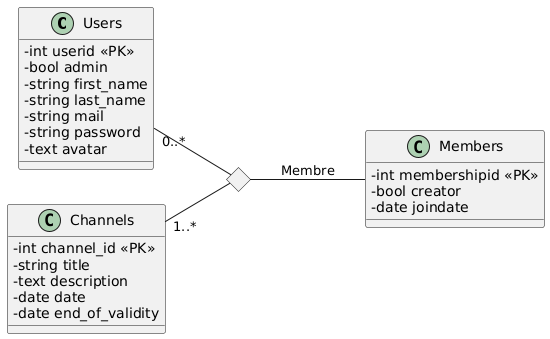 C Users
-int userid «PK»
-bool admin
-string first_name
-string last_name
-string mail
-string password
-text avatar
0..*
Membre
C Members
-int membershipid «PK»
-bool creator
-date joindate
C Channels
1..*
-int channel_id «PK»
-string title
-text description
-date date
-date end_of_validity